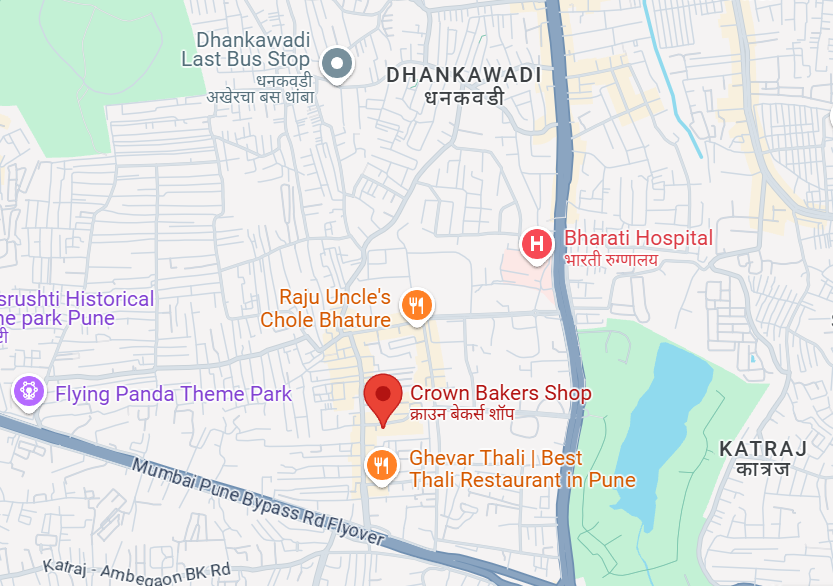 Dhankawadi
Last Bus Stop
धनकवडी
अखेरचा बस थांबा
DHANKAWADI
धनकवडी
H
Bharati Hospital
भारती रुग्णालय
srushti Historical
ne park Pune
Raju Uncle's
Chole Bhature
Flying Panda Theme Park
Crown Bakers Shop
क्राउन बेकर्स शॉप
KATRAJ
कात्रज
Ghevar Thali | Best
Thali Restaurant in Pune
Mumbai Pune Bypass Rd Flyover
Katraj - Ambegaon BK Rd